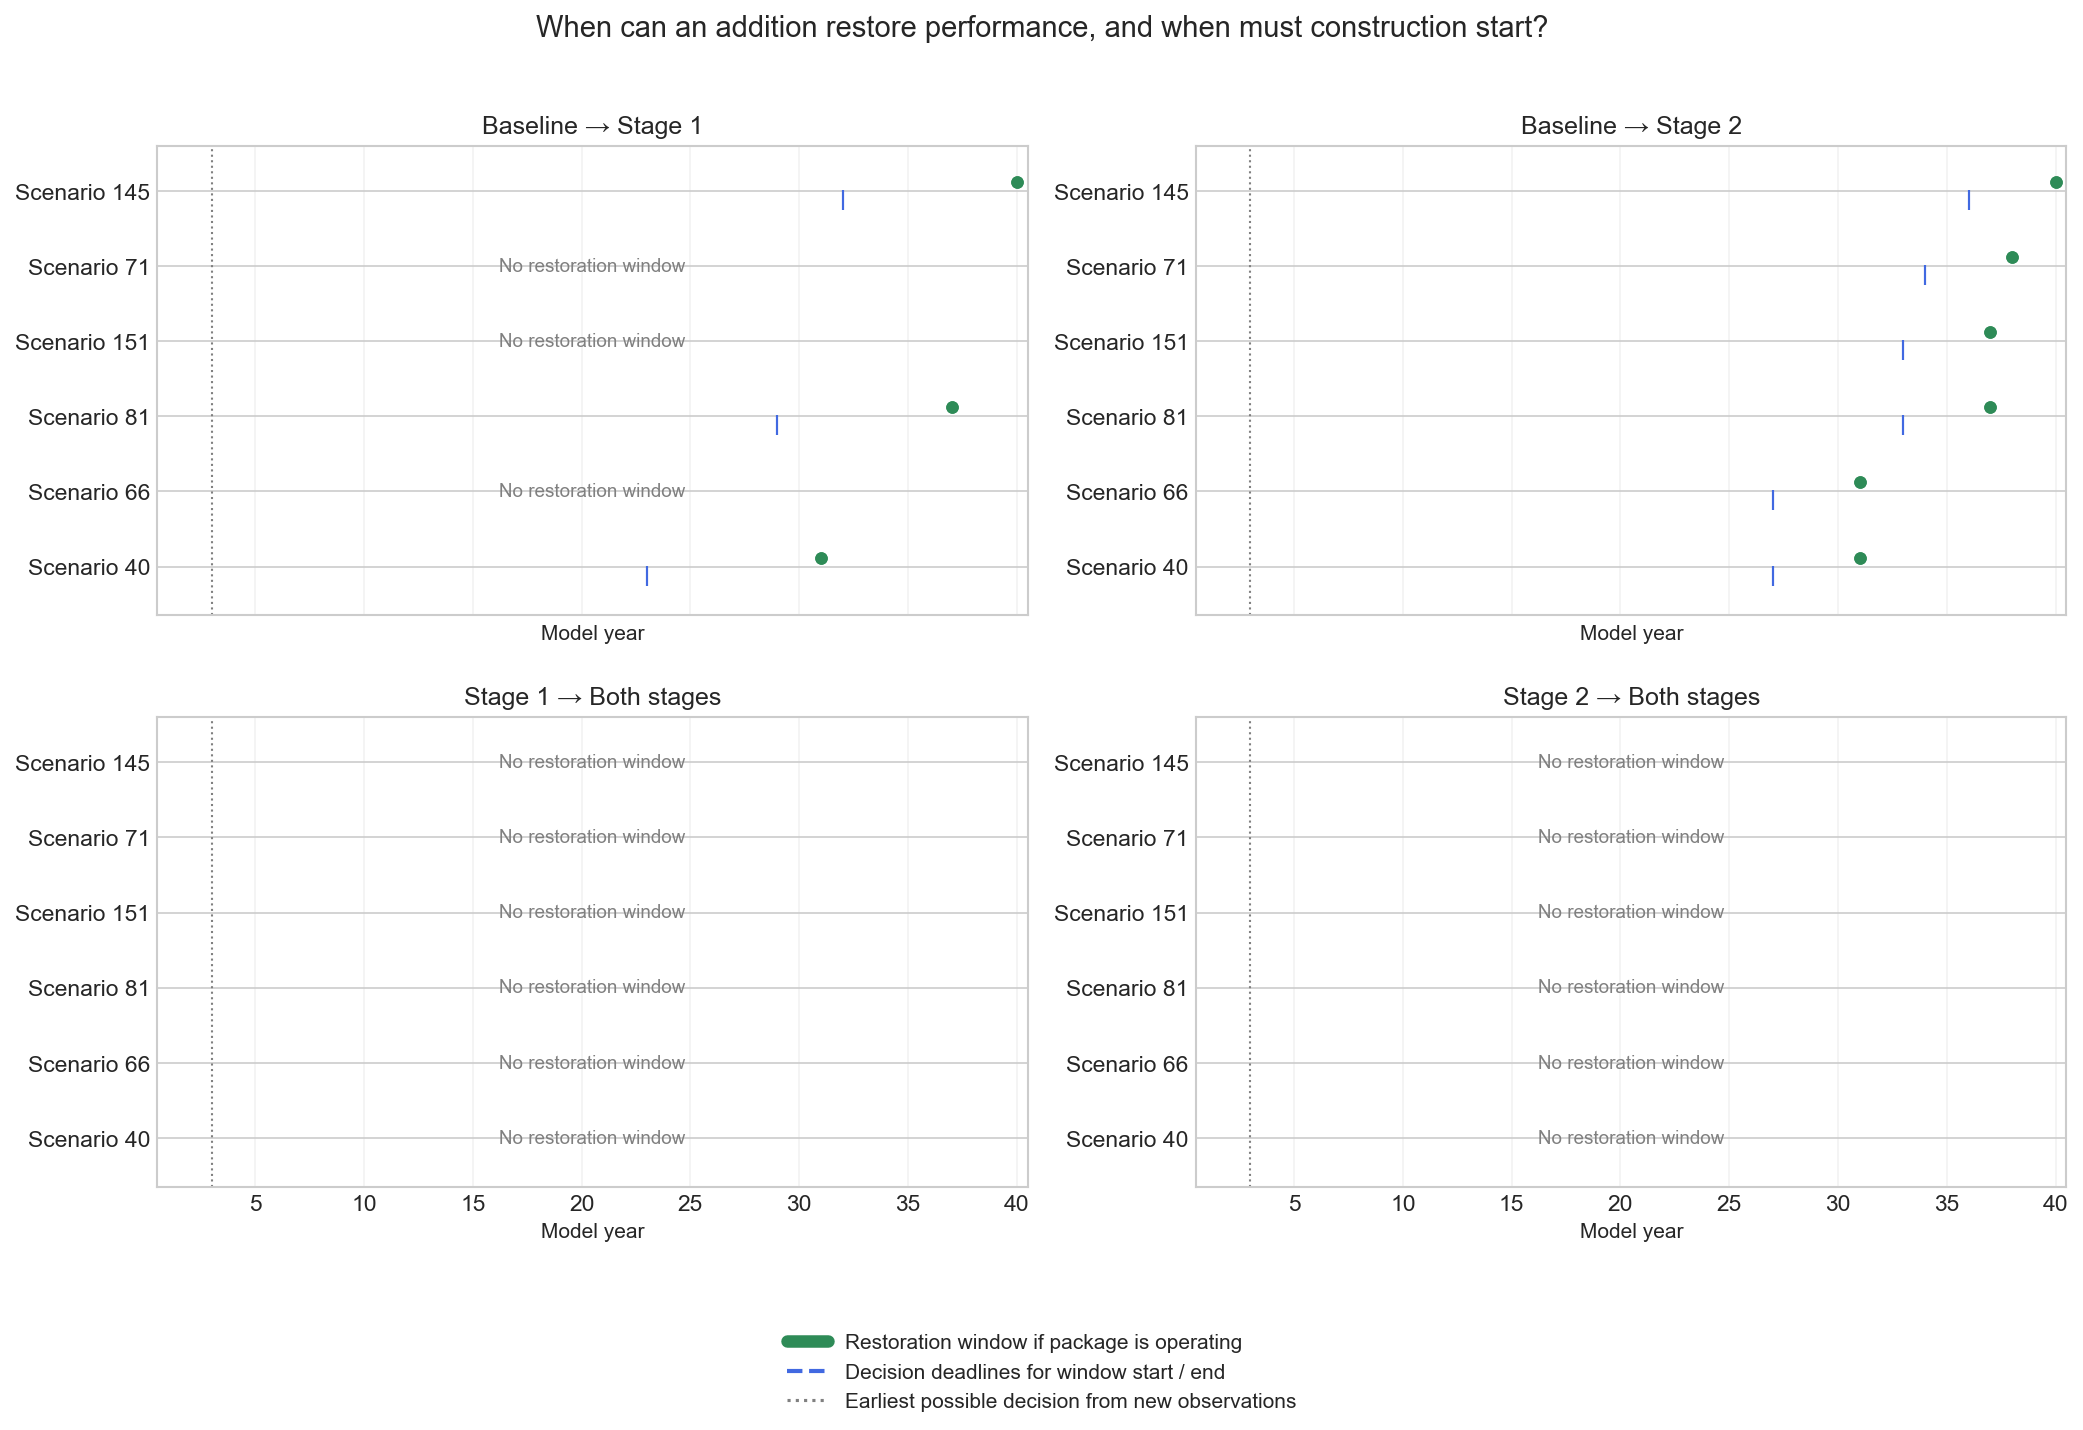 When can an addition restore performance, and when must construction start?
Baseline → Stage 1
Scenario 145
Scenario 71
No restoration window
Scenario 151
No restoration window
Scenario 81
Scenario 66
No restoration window
Scenario 40
Model year
Baseline → Stage 2
Scenario 145
Scenario 71
Scenario 151
Scenario 81
Scenario 66
Scenario 40
Model year
Stage 1 → Both stages
Scenario 145
No restoration window
Scenario 71
No restoration window
Scenario 151
No restoration window
Scenario 81
No restoration window
Scenario 66
No restoration window
Scenario 40
No restoration window
5 10 15 20 25 30 35 40
Model year
Stage 2 → Both stages
Scenario 145
No restoration window
Scenario 71
No restoration window
Scenario 151
No restoration window
Scenario 81
No restoration window
Scenario 66
No restoration window
Scenario 40
No restoration window
5 10 15 20 25 30 35 40
Model year
Restoration window if package is operating
Decision deadlines for window start / end
Earliest possible decision from new observations